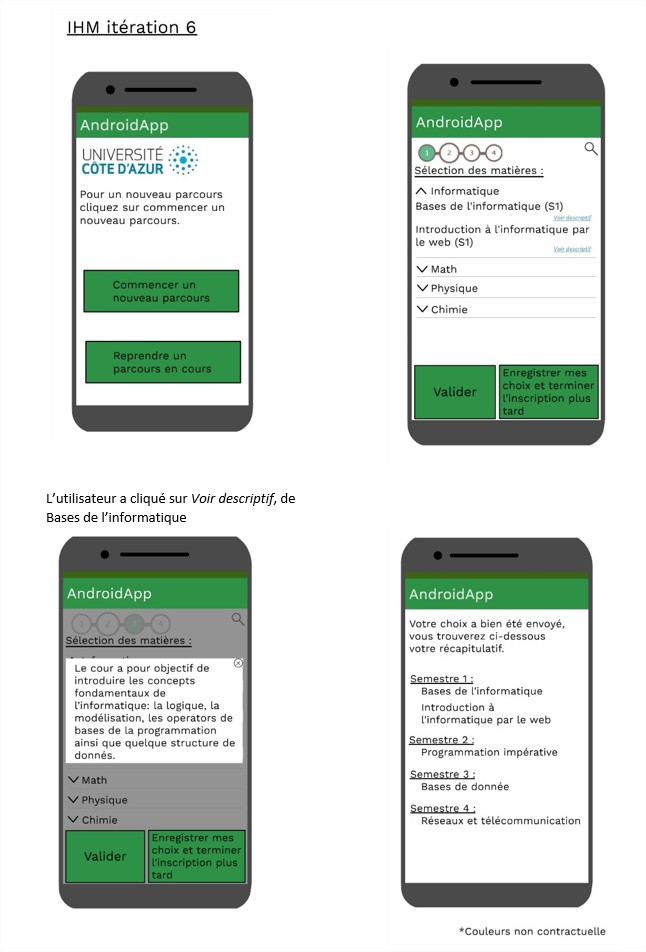 IHM itération 6
AndroidApp
UNIVERSITÉ
CÔTE D'AZUR
Pour un nouveau parcours
cliquez sur commencer un
nouveau parcours.
Commencer un
nouveau parcours
Reprendre un
parcours en cours
AndroidApp
1 2 3 4
Sélection des matières :
Informatique
Bases de l'informatique (S1)
Voir descriptif
Introduction à l'informatique par
le web (S1)
Voir descriptif
Math
Physique
Chimie
Valider
Enregistrer mes
choix et terminer
l'inscription plus
tard
L'utilisateur a cliqué sur Voir descriptif, de
Bases de l'informatique
AndroidApp
1 2 3 4
Sélection des matières :
Le cour a pour objectif de
introduire les concepts
fondamentaux de
l'informatique: la logique, la
modélisation, les operators de
bases de la programmation
ainsi que quelque structure de
donnés.
Math
Physique
Chimie
Valider
Enregistrer mes
choix et terminer
l'inscription plus
tard
AndroidApp
Votre choix a bien été envoyé,
vous trouverez ci-dessous
votre récapitulatif.
Semestre 1 :
Bases de l'informatique
Introduction à
l'informatique par le web
Semestre 2 :
Programmation impérative
Semestre 3 :
Bases de donnée
Semestre 4 :
Réseaux et télécommunication
*Couleurs non contractuelle